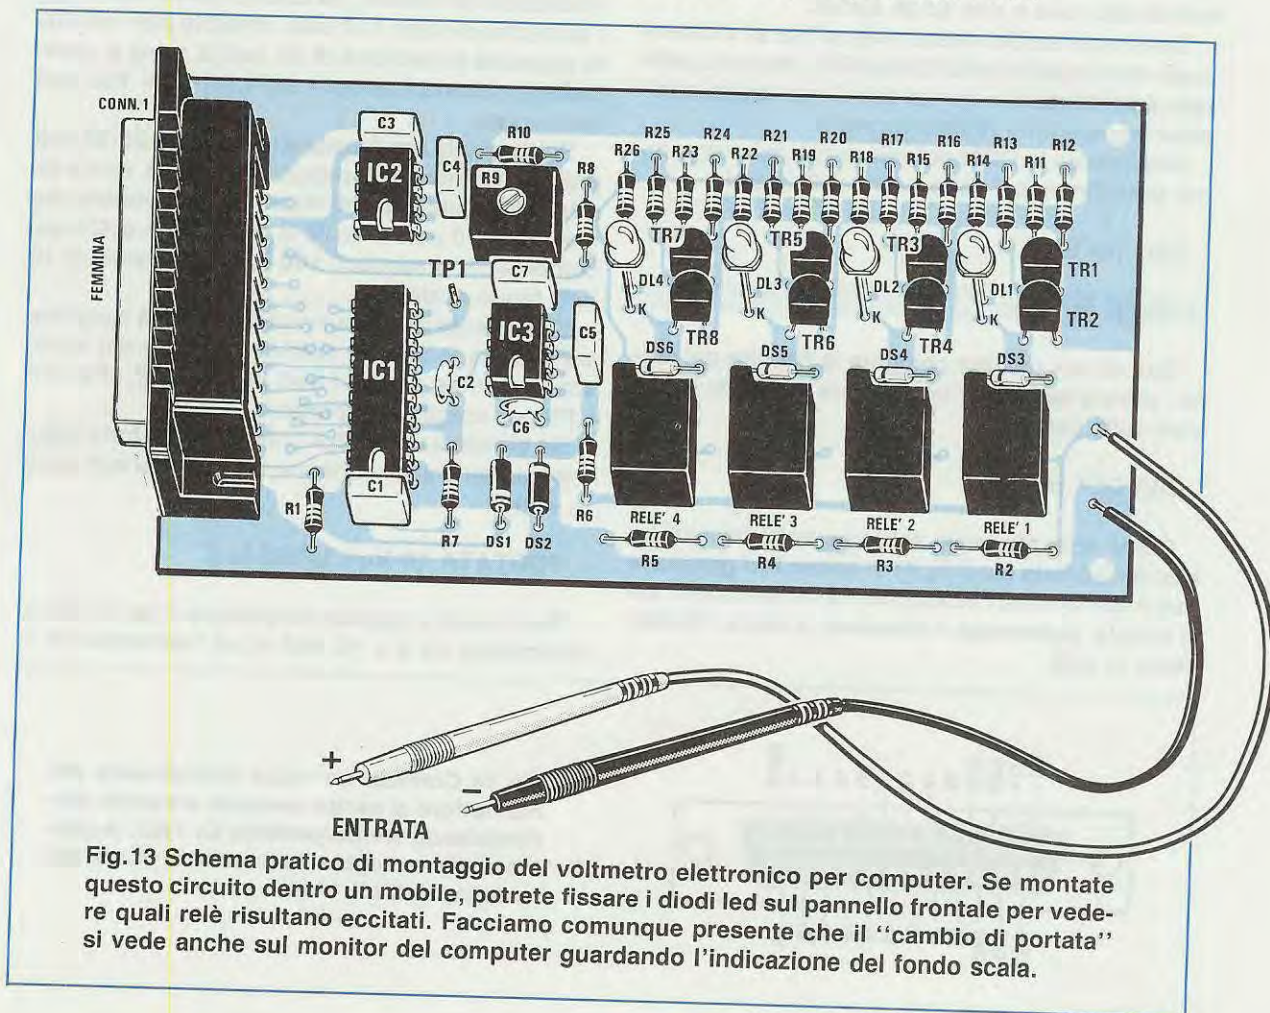 CONN.1
C3
R10
R25
R24
R21
R20
R17
R16
R13
R12
R26
R23
R22
R19
R18
R15
R14
R11
IC2
C4
R9
R8
FEMMINA
TP1
C7
TR7
TR5
TR3
TR1
DL4
DL3
DL2
DL1
K
K
K
K
TR8
TR6
TR4
TR2
IC1
C2
IC3
C5
DS6
DS5
DS4
DS3
C6
C1
R1
R7
DS1
DS2
R6
RELE' 4
RELE' 3
RELE' 2
RELE' 1
R5
R4
R3
R2
+
-
ENTRATA
Fig.13 Schema pratico di montaggio del voltmetro elettronico per computer. Se montate
questo circuito dentro un mobile, potrete fissare i diodi led sul pannello frontale per vede-
re quali relè risultano eccitati. Facciamo comunque presente che il "cambio di portata"
si vede anche sul monitor del computer guardando l'indicazione del fondo scala.